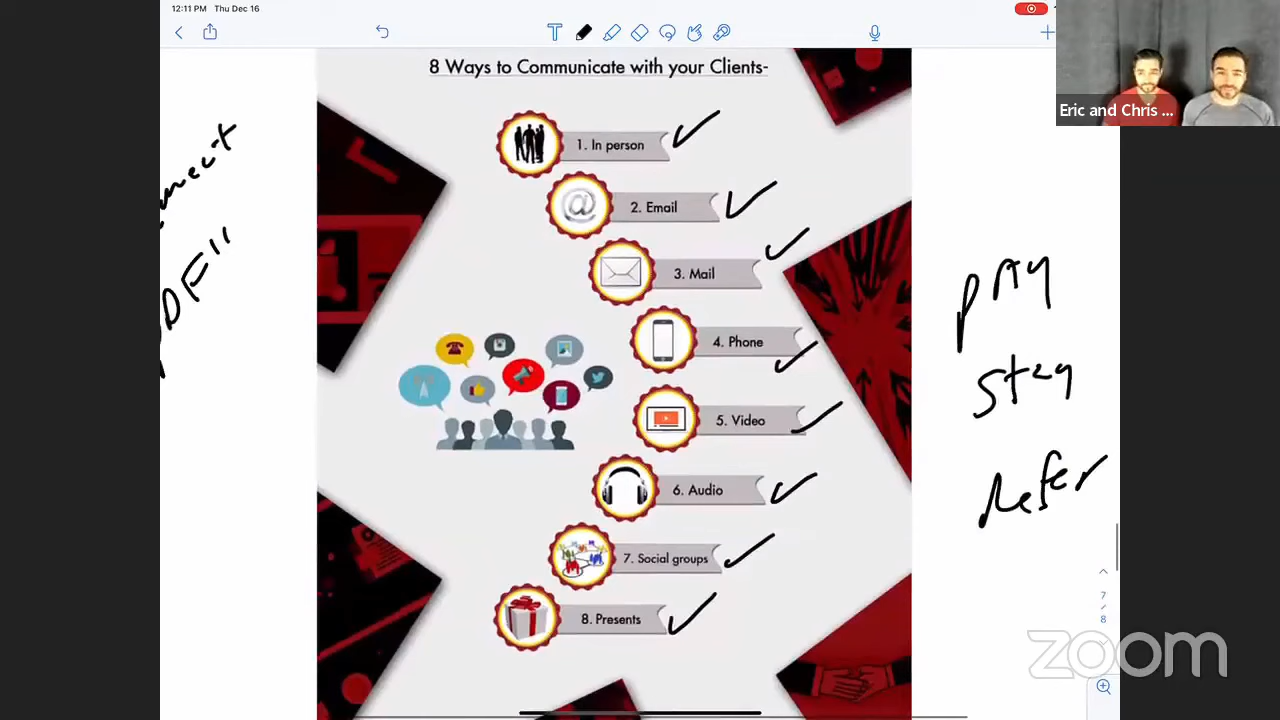 12:11 PM Thu Dec 16
Eric and Chris ...
8 Ways to Communicate with your Clients-
1. In person
2. Email
3. Mail
4. Phone
5. Video
6. Audio
7. Social groups
8. Presents
pay
stay
Refer
7
/
8
zoom